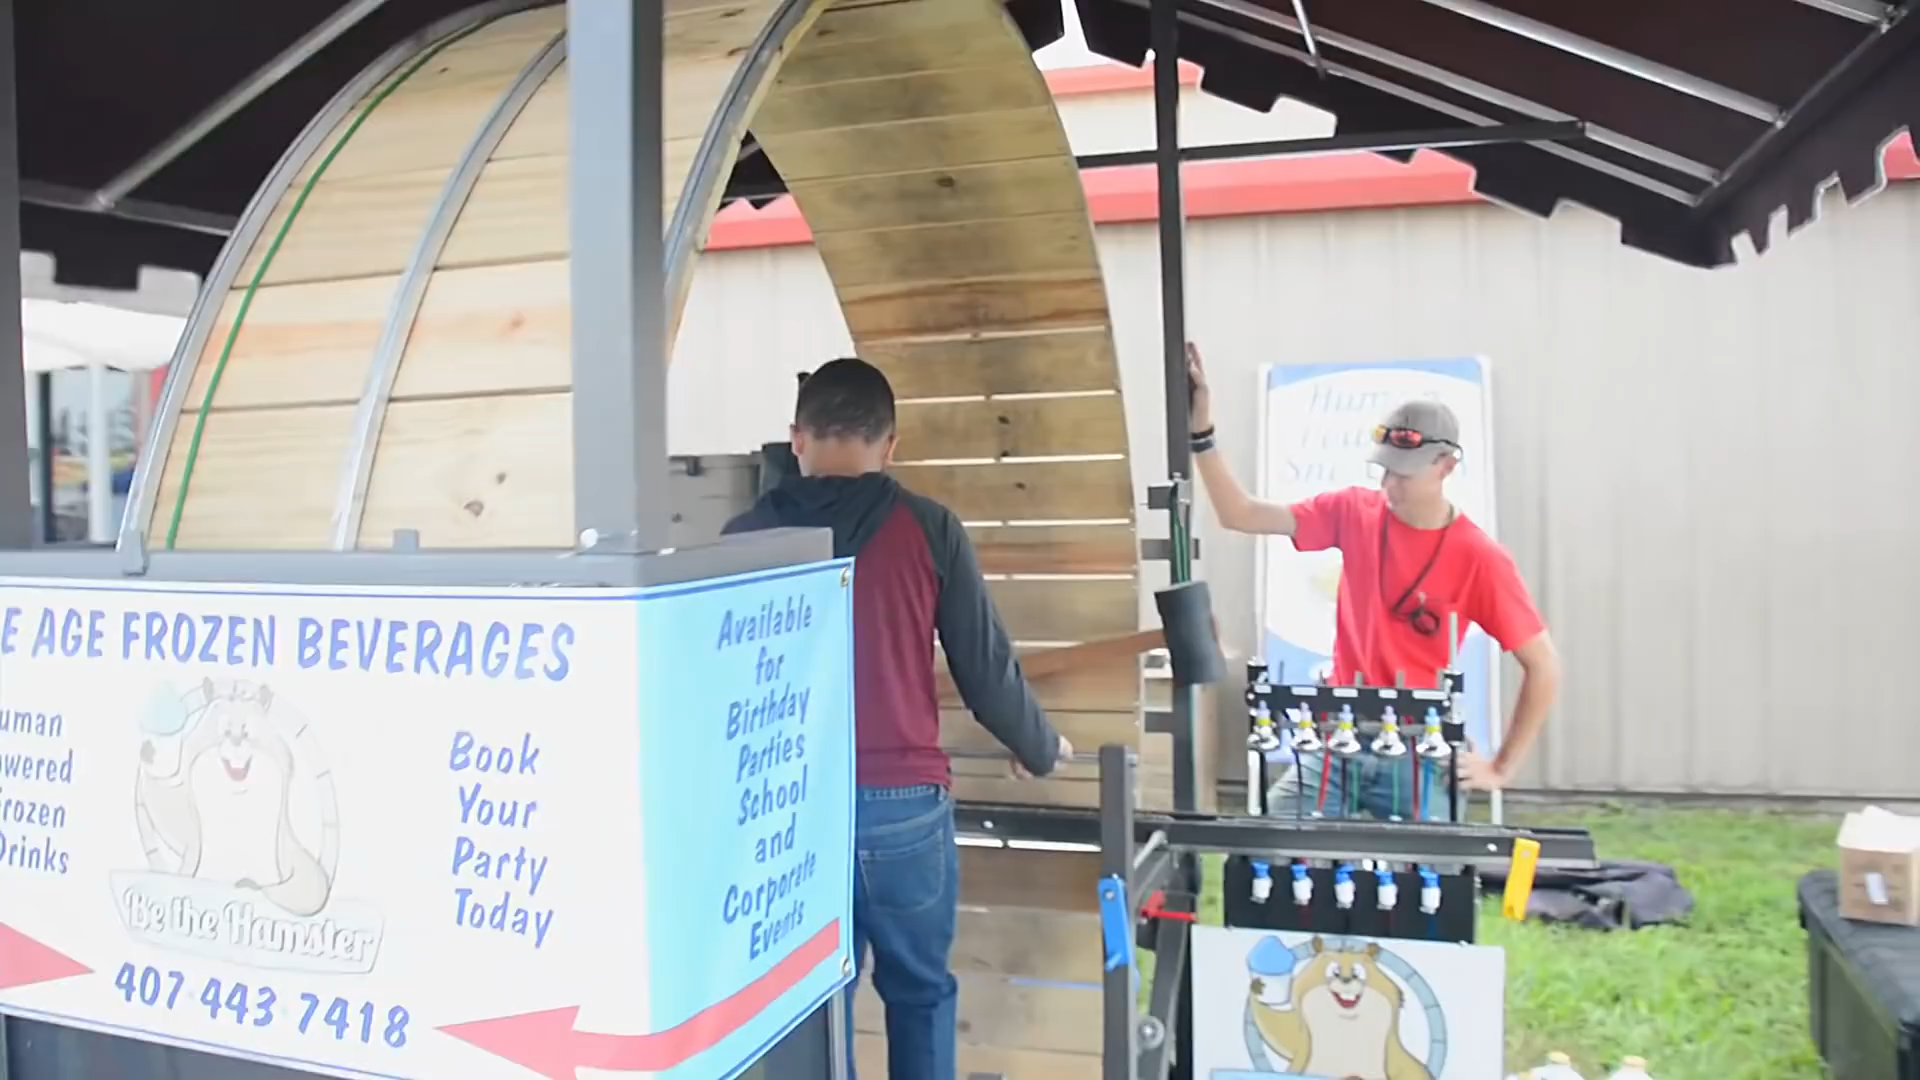 E AGE FROZEN BEVERAGES
uman
wered
rozen
Drinks
Be the Hamster
Book
Your
Party
Today
407 443 7418
Available
for
Birthday
Parties
School
and
Corporate
Events